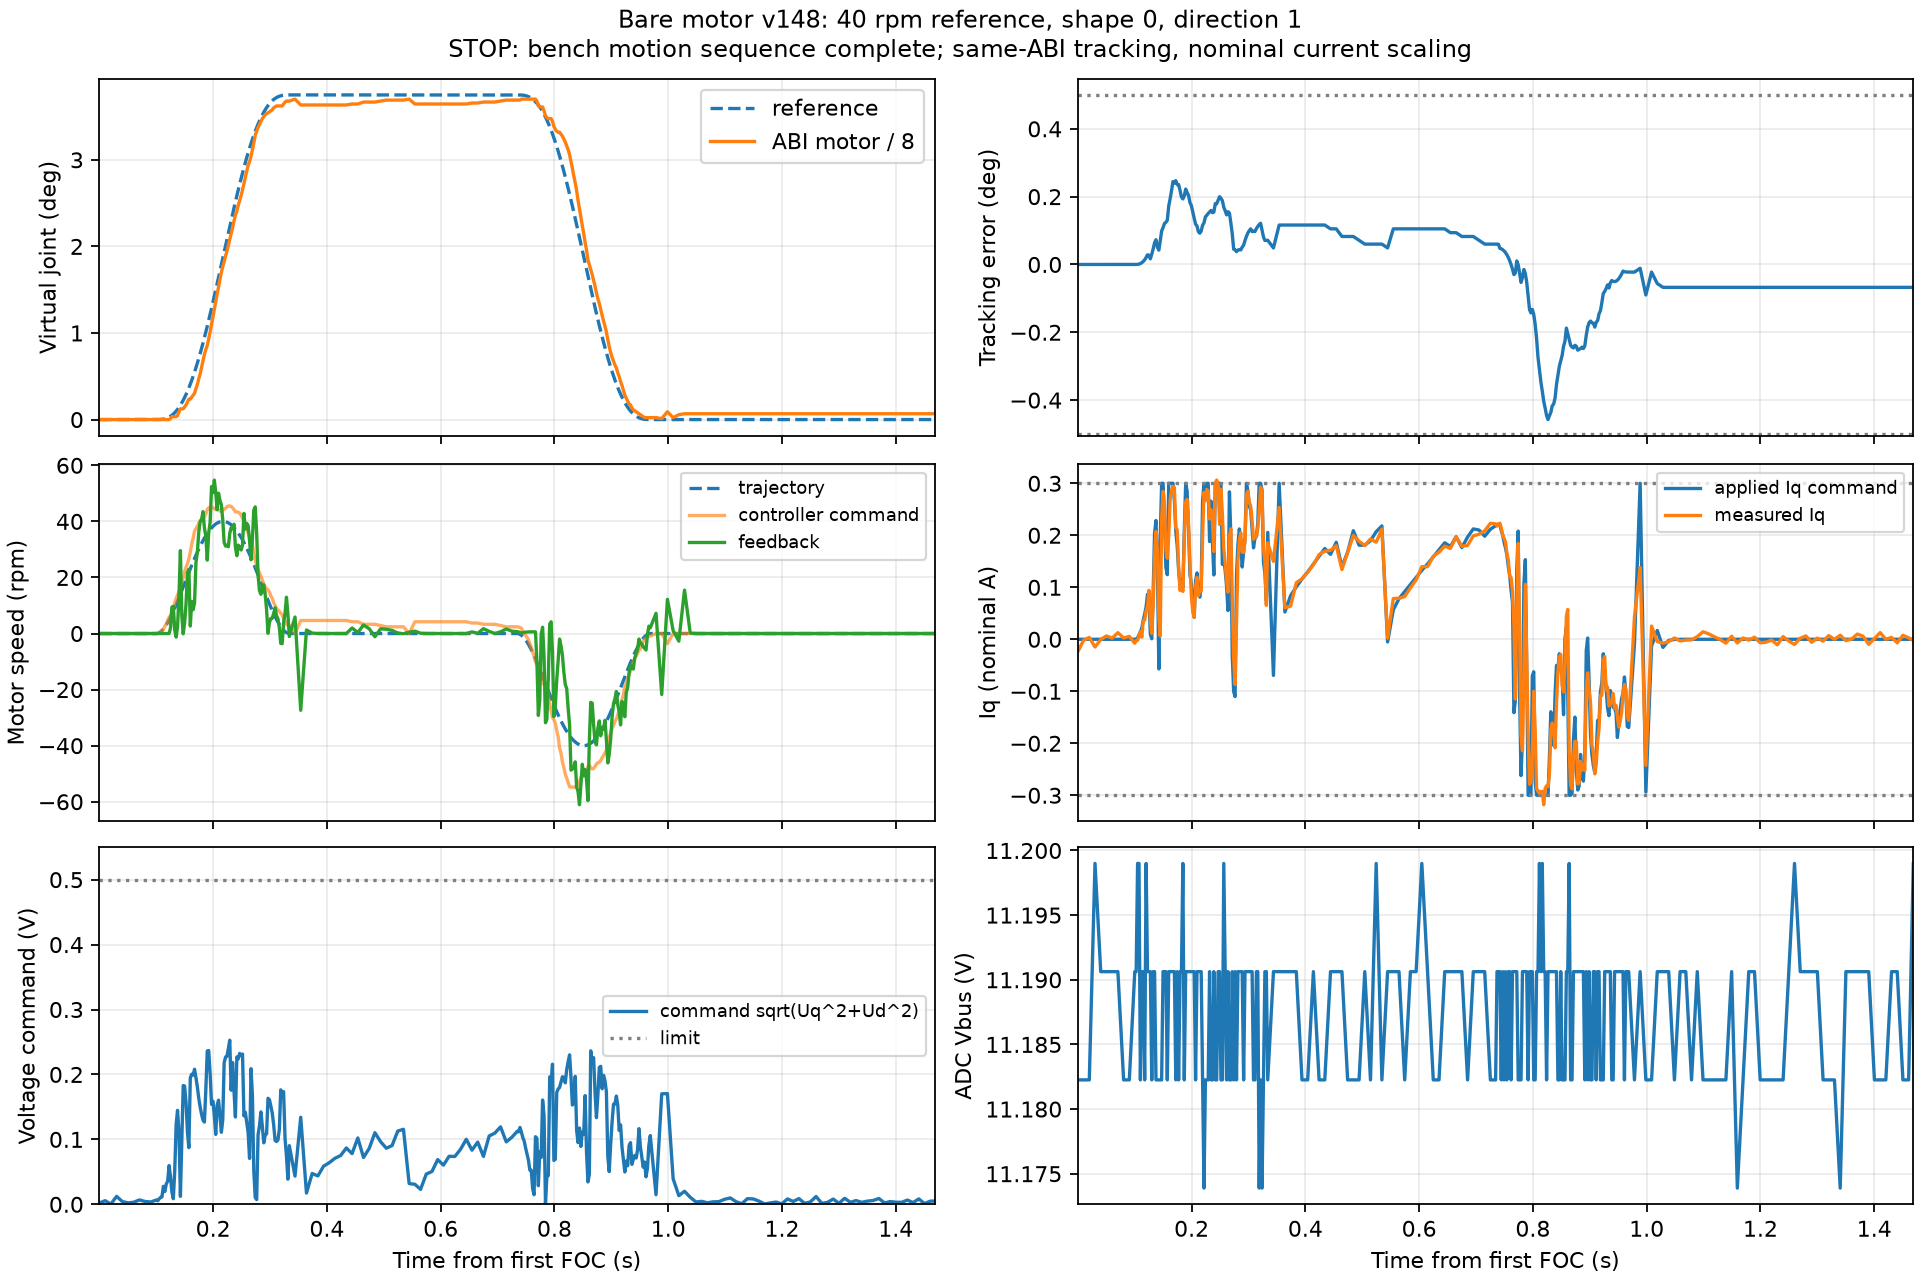 Bare motor v148: 40 rpm reference, shape 0, direction 1
STOP: bench motion sequence complete; same-ABI tracking, nominal current scaling
Virtual joint (deg)
3
2
1
0
reference
ABI motor / 8
Tracking error (deg)
0.4
0.2
0.0
−0.2
−0.4
Motor speed (rpm)
60
40
20
0
−20
−40
−60
trajectory
controller command
feedback
Iq (nominal A)
0.3
0.2
0.1
0.0
−0.1
−0.2
−0.3
applied Iq command
measured Iq
Voltage command (V)
0.5
0.4
0.3
0.2
0.1
0.0
command sqrt(Uq^2+Ud^2)
limit
0.2
0.4
0.6
0.8
1.0
1.2
1.4
Time from first FOC (s)
ADC Vbus (V)
11.200
11.195
11.190
11.185
11.180
11.175
0.2
0.4
0.6
0.8
1.0
1.2
1.4
Time from first FOC (s)